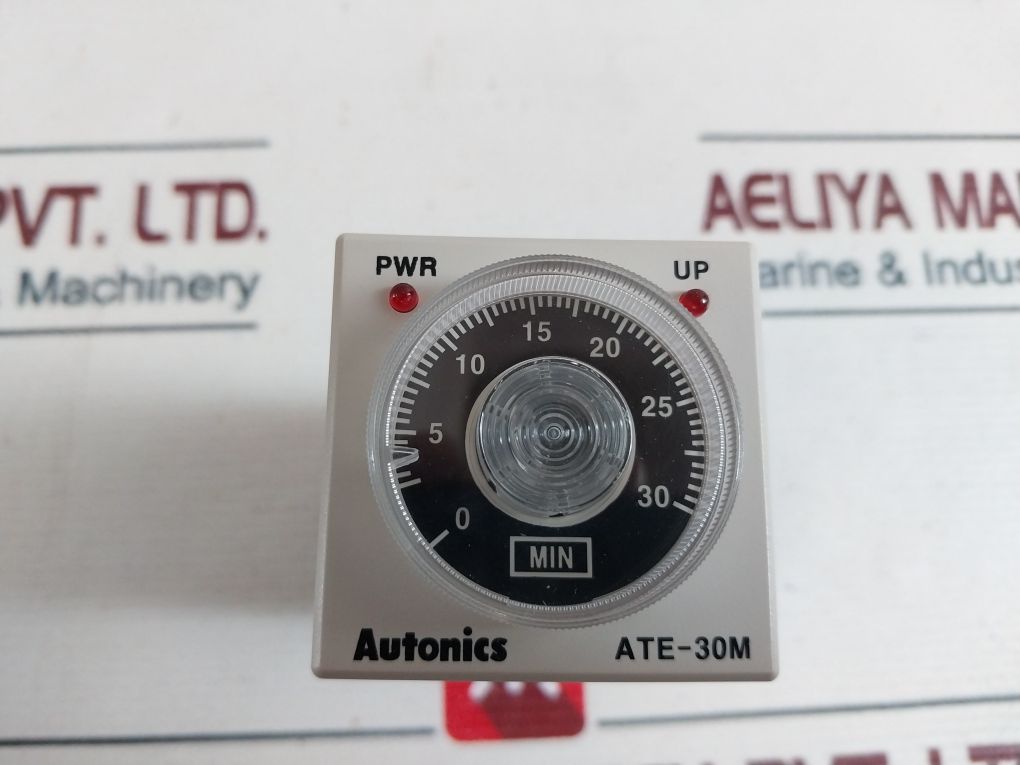 PVT. LTD.
& Machinery
AELIYA MA
arine & Indus
PWR
UP
15
10
20
5
25
0
30
MIN
Autonics
ATE-30M